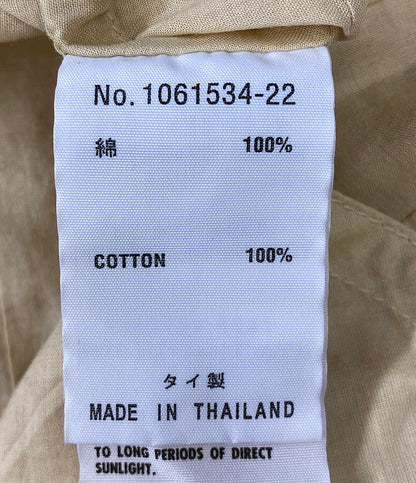 No. 1061534-22
綿 100%
COTTON 100%
タイ製
MADE IN THAILAND
TO LONG PERIODS OF DIRECT
SUNLIGHT.